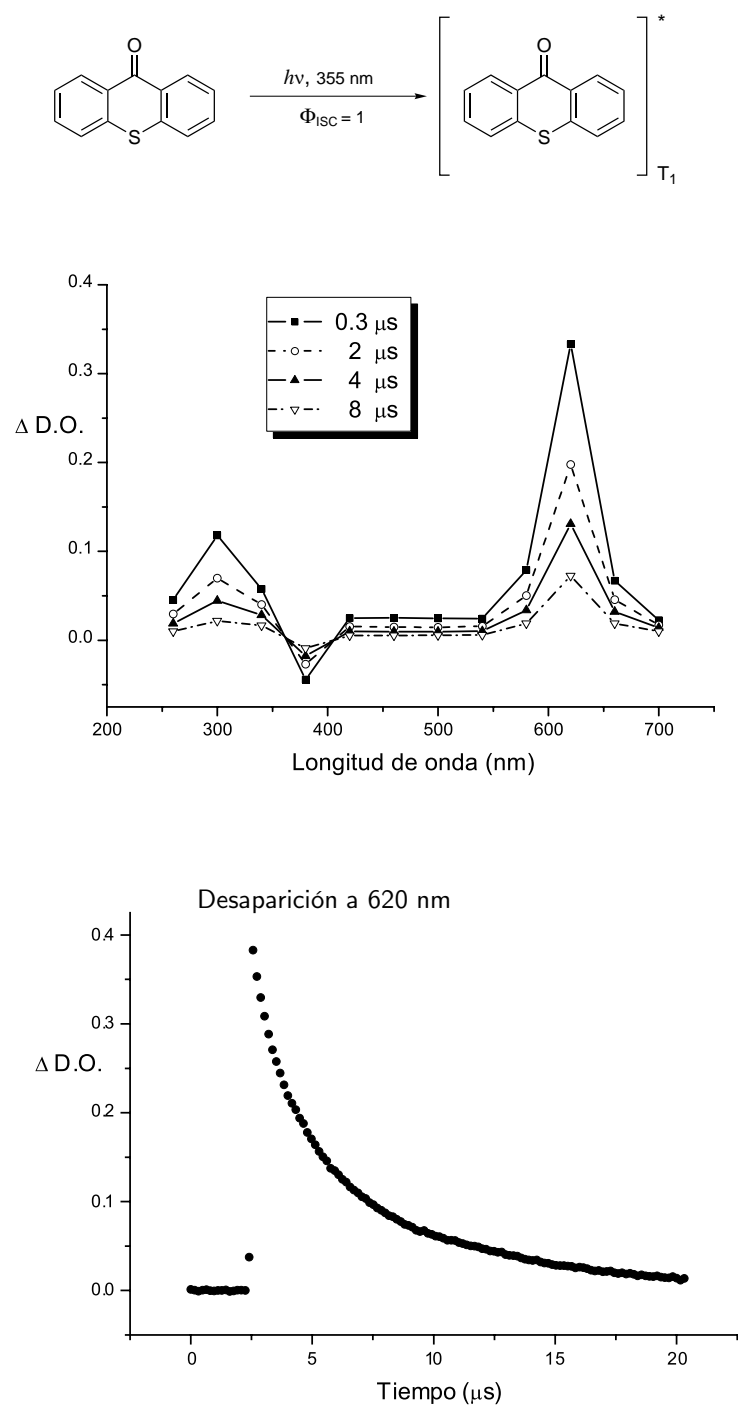 O
S
hν, 355 nm
Φ_ISC = 1
O
S
*
T₁
0.4
0.3
0.2
0.1
0.0
Δ D.O.
0.3 μs
2 μs
4 μs
8 μs
200 300 400 500 600 700
Longitud de onda (nm)
Desaparición a 620 nm
0.4
0.3
0.2
0.1
0.0
Δ D.O.
0 5 10 15 20
Tiempo (μs)